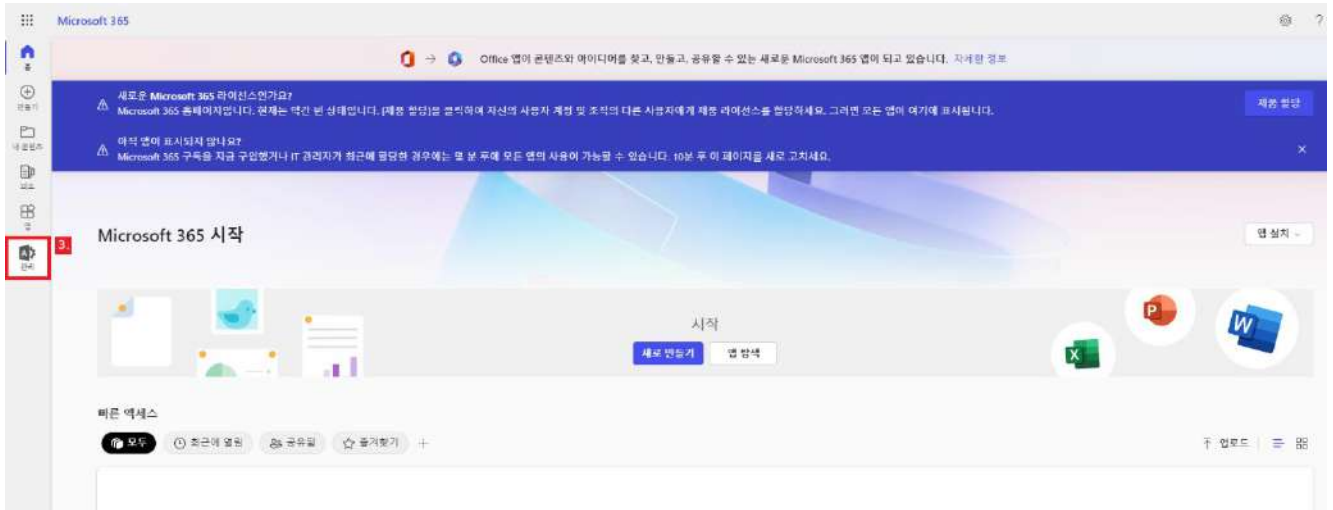 Microsoft 365
?
홈
Office 앱이 콘텐츠와 아이디어를 찾고, 만들고, 공유할 수 있는 새로운 Microsoft 365 앱이 되고 있습니다. 자세한 정보
만들기
새로운 Microsoft 365 라이선스인가요?
Microsoft 365 홈페이지입니다. 현재는 약간 빈 상태입니다. [제품 할당]을 클릭하여 자신의 사용자 계정 및 조직의 다른 사용자에게 제품 라이선스를 할당하세요. 그러면 모든 앱이 여기에 표시됩니다.
제품 할당
내 콘텐츠
아직 앱이 표시되지 않나요?
Microsoft 365 구독을 지금 구입했거나 IT 관리자가 최근에 할당한 경우에는 몇 분 후에 모든 앱의 사용이 가능할 수 있습니다. 10분 후 이 페이지를 새로 고치세요.
피드
앱
Microsoft 365 시작
앱 설치
3.
관리
시작
새로 만들기
앱 탐색
P
W
X
빠른 액세스
모두
최근에 열림
공유됨
즐겨찾기
업로드